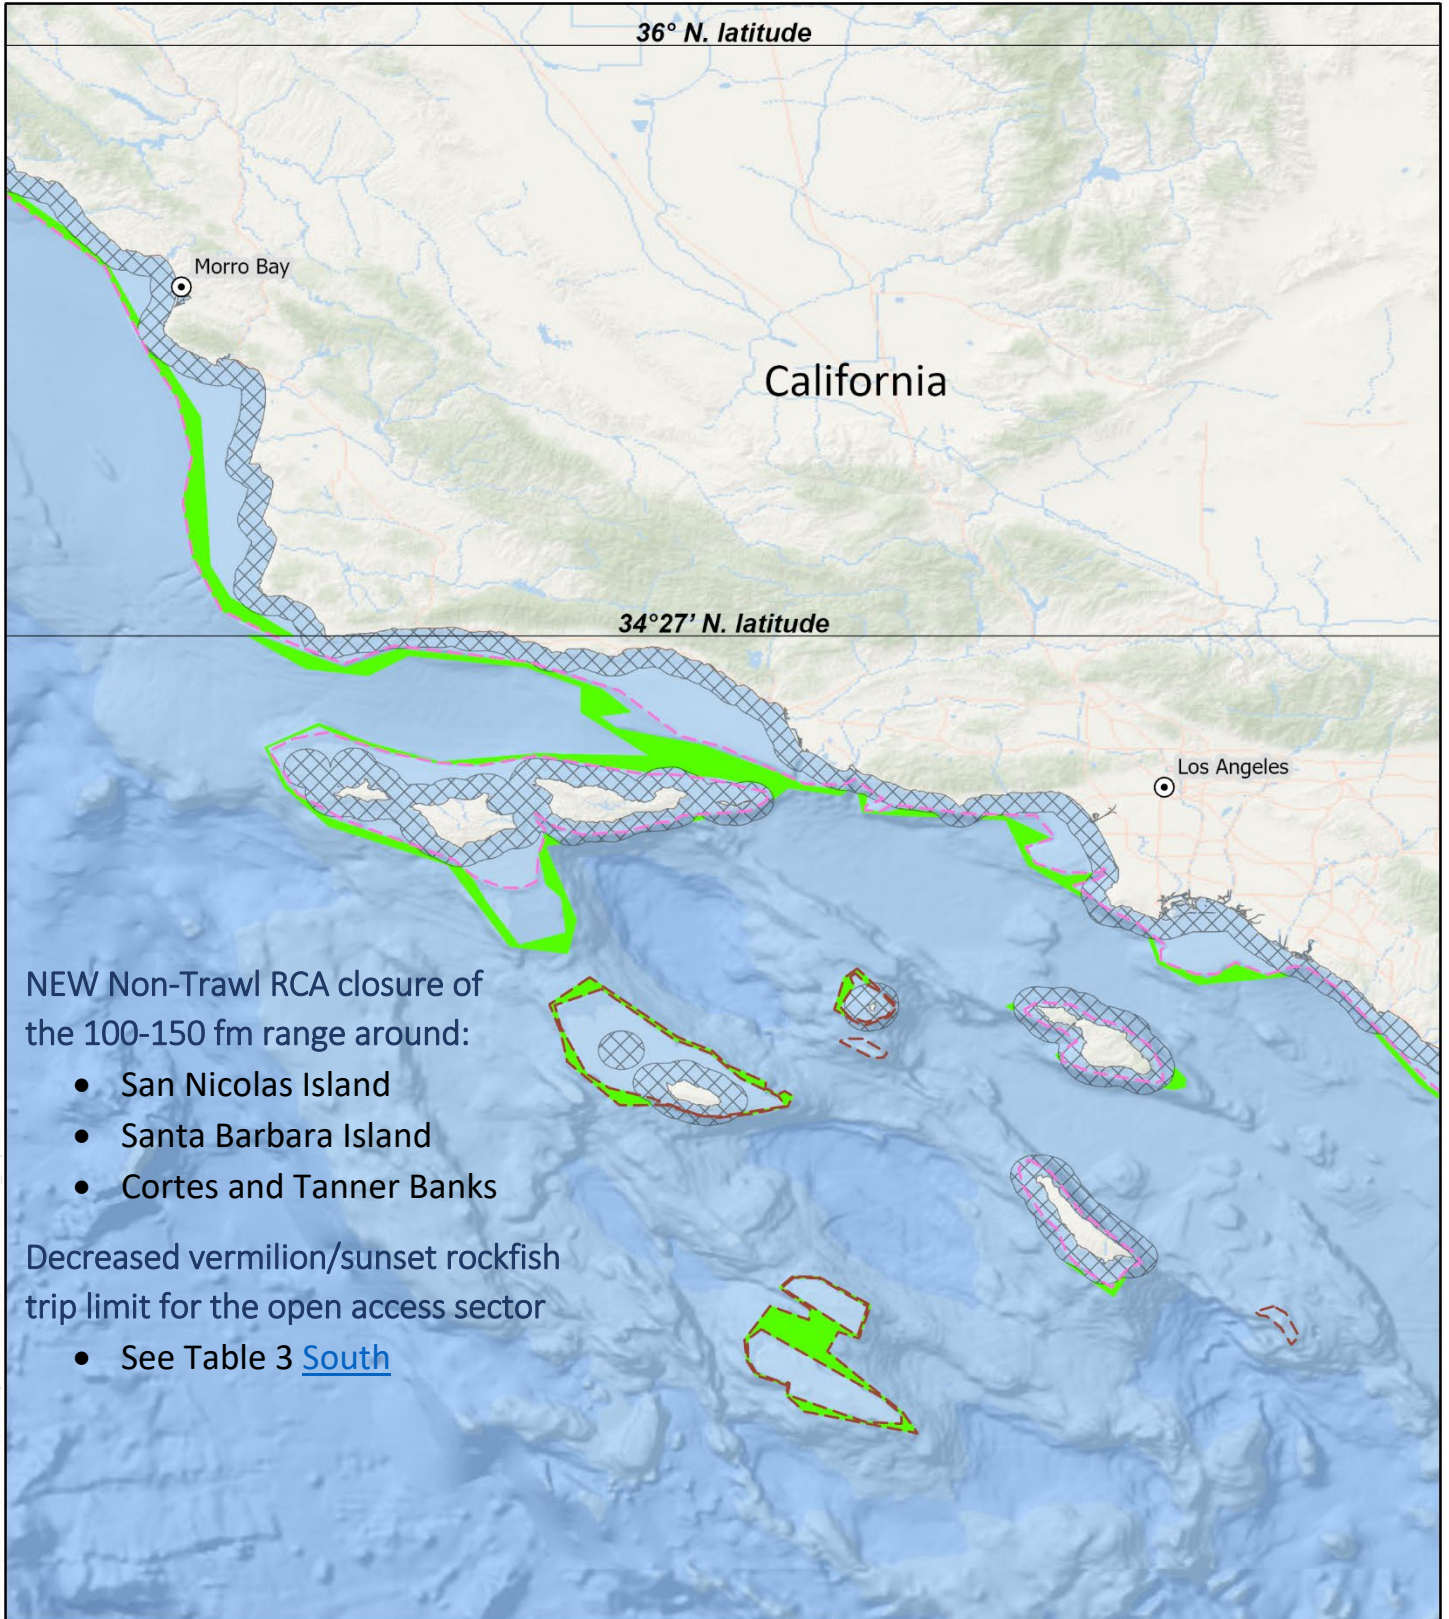 36° N. latitude
Morro Bay
California
34°27' N. latitude
Los Angeles
NEW Non-Trawl RCA closure of
the 100-150 fm range around:
• San Nicolas Island
• Santa Barbara Island
• Cortes and Tanner Banks
Decreased vermilion/sunset rockfish
trip limit for the open access sector
• See Table 3 South